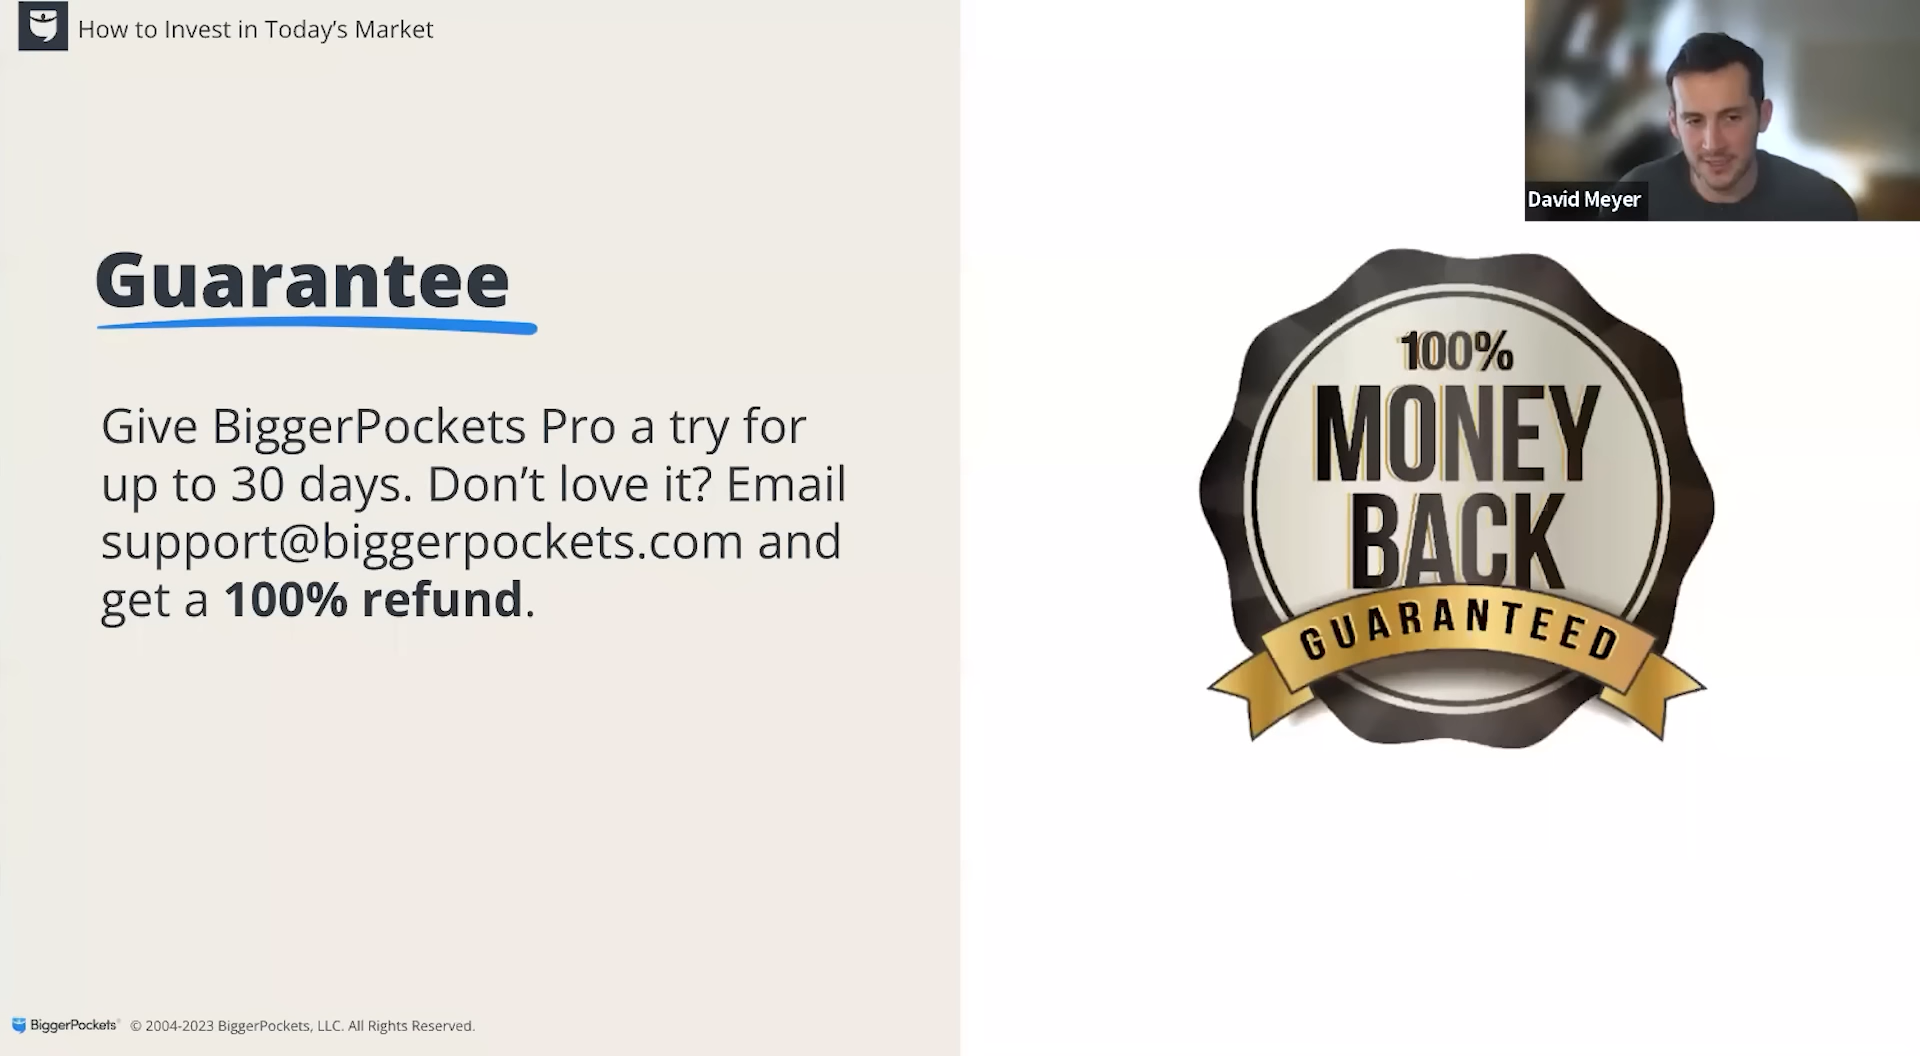 How to Invest in Today's Market
David Meyer
Guarantee
Give BiggerPockets Pro a try for
up to 30 days. Don't love it? Email
support@biggerpockets.com and
get a 100% refund.
100%
MONEY
BACK
GUARANTEED
BiggerPockets © 2004-2023 BiggerPockets, LLC. All Rights Reserved.